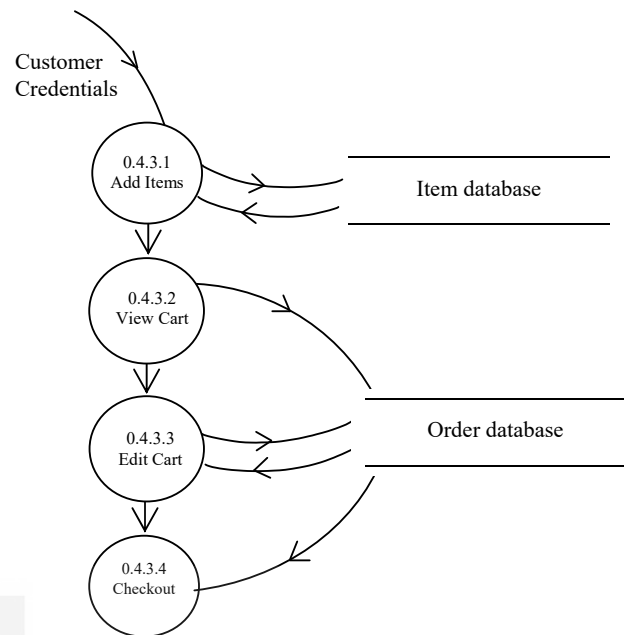 Customer
Credentials
0.4.3.1
Add Items
Item database
0.4.3.2
View Cart
0.4.3.3
Edit Cart
Order database
0.4.3.4
Checkout